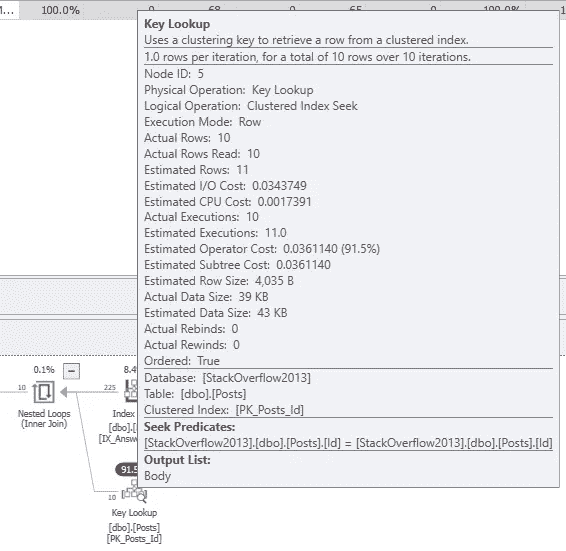 M... 100.0% 0 68 0 65 0 100.0%
Key Lookup
Uses a clustering key to retrieve a row from a clustered index.
1.0 rows per iteration, for a total of 10 rows over 10 iterations.
Node ID: 5
Physical Operation: Key Lookup
Logical Operation: Clustered Index Seek
Execution Mode: Row
Actual Rows: 10
Actual Rows Read: 10
Estimated Rows: 11
Estimated I/O Cost: 0.0343749
Estimated CPU Cost: 0.0017391
Actual Executions: 10
Estimated Executions: 11.0
Estimated Operator Cost: 0.0361140 (91.5%)
Estimated Subtree Cost: 0.0361140
Estimated Row Size: 4,035 B
Actual Data Size: 39 KB
Estimated Data Size: 43 KB
Actual Rebinds: 0
Actual Rewinds: 0
Ordered: True
Database: [StackOverflow2013]
Table: [dbo].[Posts]
Clustered Index: [PK_Posts_Id]
Seek Predicates:
[StackOverflow2013].[dbo].[Posts].[Id] = [StackOverflow2013].[dbo].[Posts].[Id]
Output List:
Body
0.1% 8.4
10 225
Nested Loops
(Inner Join)
Index
[dbo].[
[IX_Answ
91.5
10
Key Lookup
[dbo].[Posts]
[PK_Posts_Id]